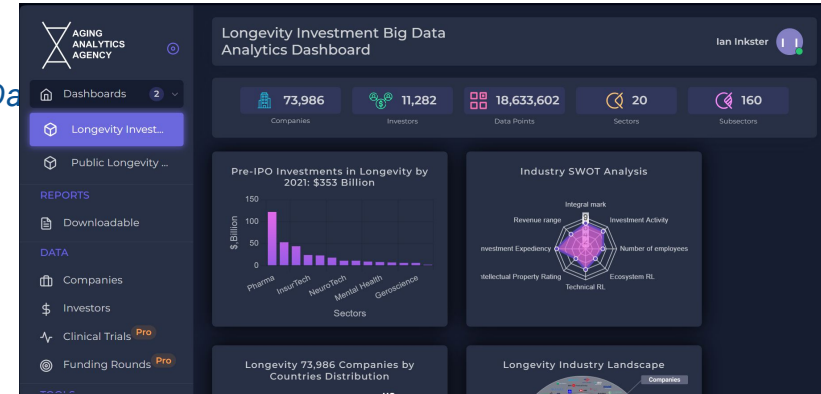 AGING
ANALYTICS
AGENCY
Da
Dashboards 2
Longevity Invest...
Public Longevity ...
REPORTS
Downloadable
DATA
Companies
Investors
Clinical Trials Pro
Funding Rounds Pro
TOOLS
Longevity Investment Big Data
Analytics Dashboard
Ian Inkster
I I
73,986
Companies
11,282
Investors
18,633,602
Data Points
20
Sectors
160
Subsectors
Pre-IPO Investments in Longevity by
2021: $353 Billion
$,Billion
150
100
50
0
Pharma
InsurTech
NeuroTech
Mental Health
Geroscience
Sectors
Industry SWOT Analysis
Integral mark
Revenue range
Investment Activity
nvestment Expediency
Number of employees
ntellectual Property Rating
Ecosystem RL
Technical RL
Longevity 73,986 Companies by
Countries Distribution
Longevity Industry Landscape
Companies